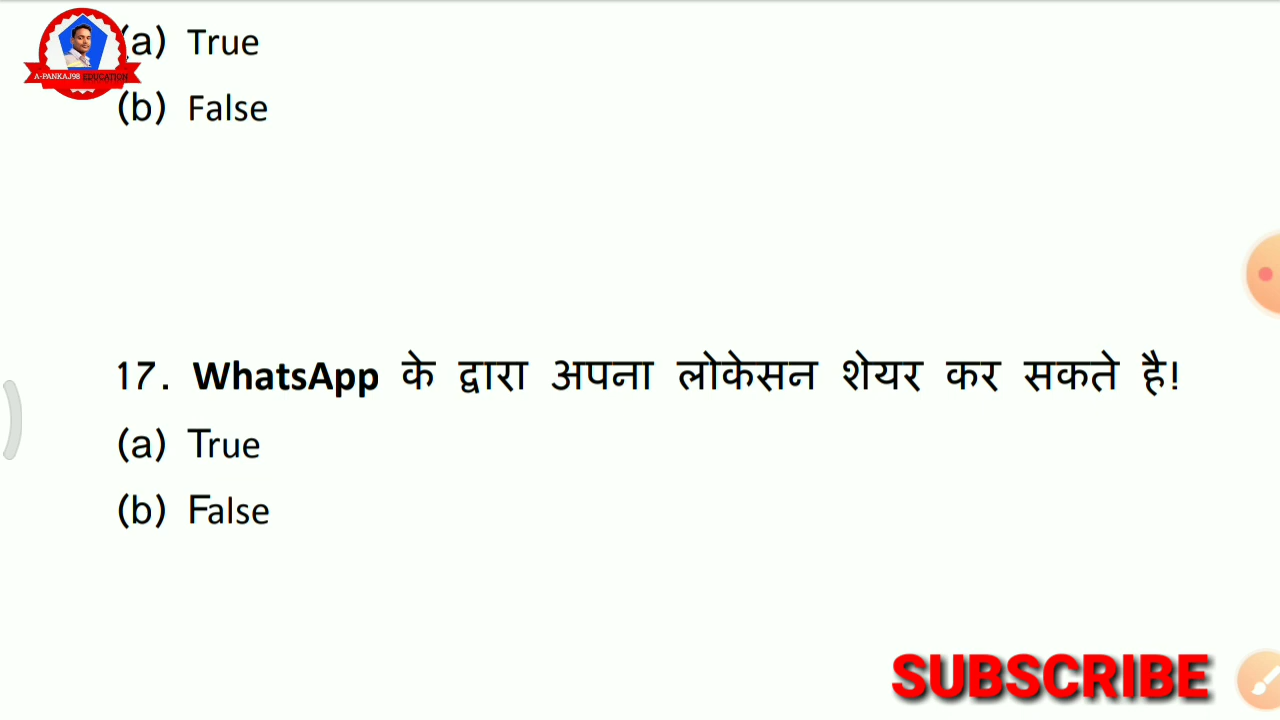 (a) True
A-PANKAJ98 EDUCATION
(b) False
17. WhatsApp के द्वारा अपना लोकेसन शेयर कर सकते है!
(a) True
(b) False
SUBSCRIBE